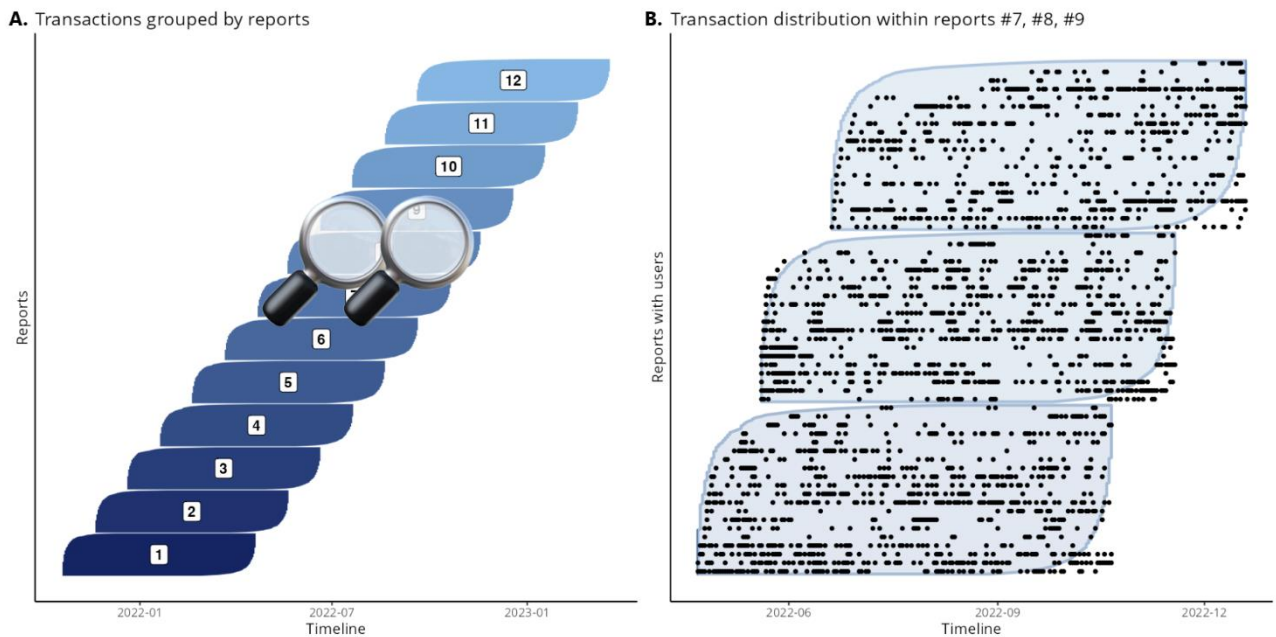 A. Transactions grouped by reports
12
11
10
9
6
5
4
3
2
1
Reports
2022-01 2022-07 2023-01
Timeline
B. Transaction distribution within reports #7, #8, #9
Reports with users
2022-06 2022-09 2022-12
Timeline